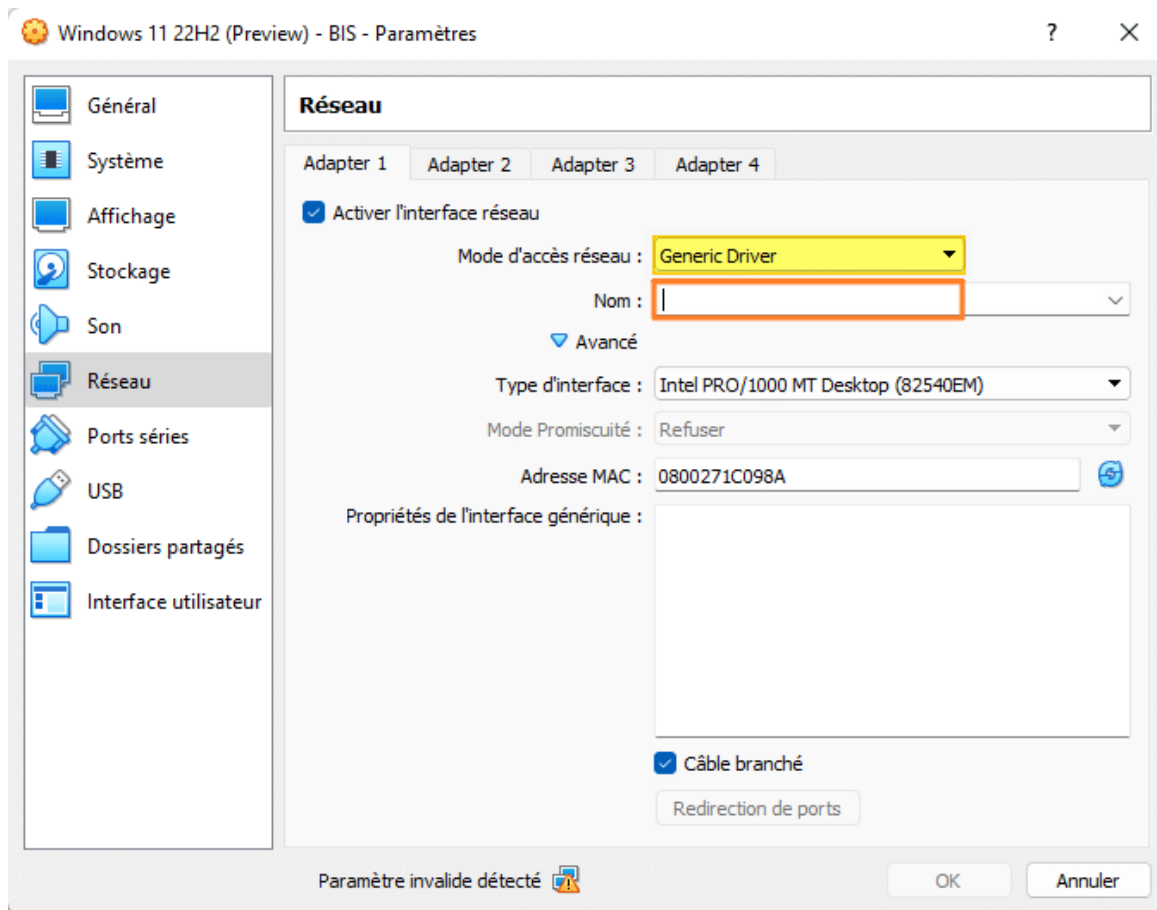 Windows 11 22H2 (Preview) - BIS - Paramètres
?
Général
Système
Affichage
Stockage
Son
Réseau
Ports séries
USB
Dossiers partagés
Interface utilisateur
Réseau
Adapter 1 Adapter 2 Adapter 3 Adapter 4
Activer l'interface réseau
Mode d'accès réseau : Generic Driver
Nom :
Avancé
Type d'interface : Intel PRO/1000 MT Desktop (82540EM)
Mode Promiscuité : Refuser
Adresse MAC : 0800271C098A
Propriétés de l'interface générique :
Câble branché
Redirection de ports
Paramètre invalide détecté
OK Annuler